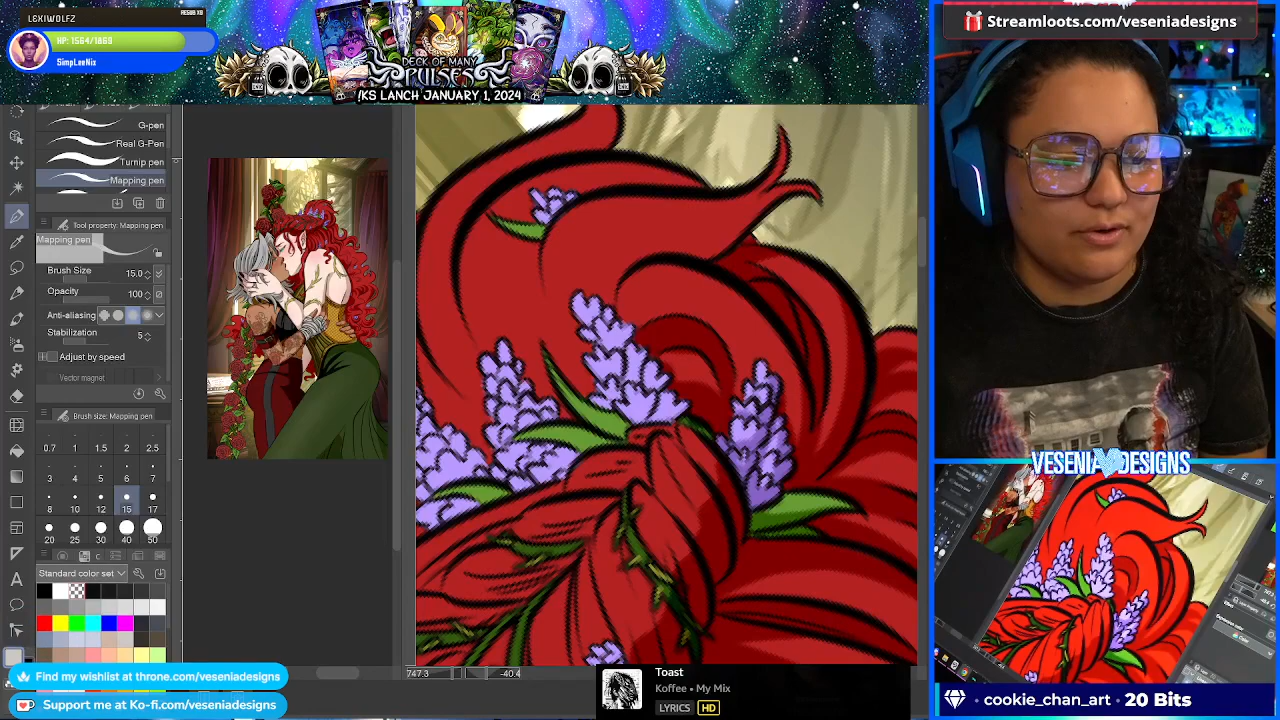 LEXIWOLFZ
HP: 1564/1869
SimpLeeNix
DECK OF MANY
PULSES
!KS LANCH JANUARY 1, 2024
Streamloots.com/veseniadesigns
G-pen
Real G-Pen
Turnip pen
Mapping pen
Tool property: Mapping pen
Mapping pen
Brush Size 15.0
Opacity 100
Anti-aliasing
Stabilization 5
Adjust by speed
Vector magnet
Brush size: Mapping pen
0.7 1 1.5 2 2.5
3 4 5 6 7
8 10 12 15 17
20 25 30 40 50
Standard color set
747.3 -40.4
Find my wishlist at throne.com/veseniadesigns
Support me at Ko-fi.com/veseniadesigns
Toast
Koffee • My Mix
LYRICS HD
VESENIA DESIGNS
cookie_chan_art • 20 Bits